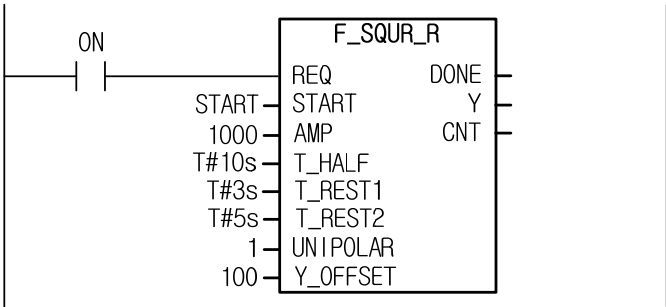 F_SQUR_R
ON
REQ DONE
START START Y
1000 AMP CNT
T#10s T_HALF
T#3s T_REST1
T#5s T_REST2
1 UNIPOLAR
100 Y_OFFSET